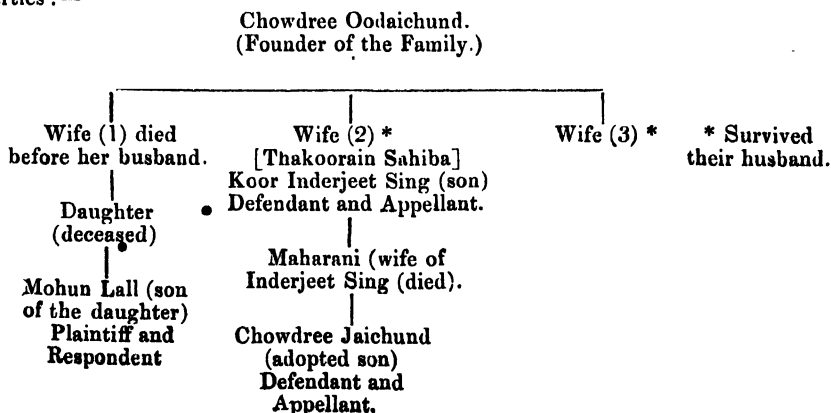 Chowdree Oodaichund.
(Founder of the Family.)
Wife (1) died
before her busband.
Daughter
(deceased)
Mohun Lall (son
of the daughter)
Plaintiff and
Respondent
Wife (2) *
[Thakoorain Sahiba]
Koor Inderjeet Sing (son)
Defendant and Appellant.
Maharani (wife of
Inderjeet Sing (died).
Chowdree Jaichund
(adopted son)
Defendant and
Appellant.
Wife (3) *
* Survived
their husband.